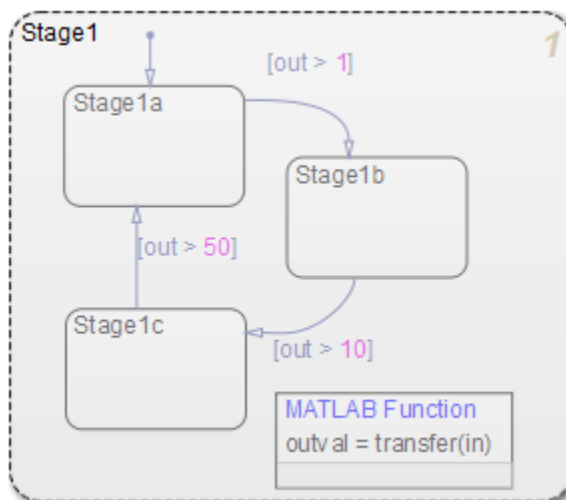 Stage1
1
[out > 1]
Stage1a
Stage1b
[out > 50]
Stage1c
[out > 10]
MATLAB Function
outval = transfer(in)